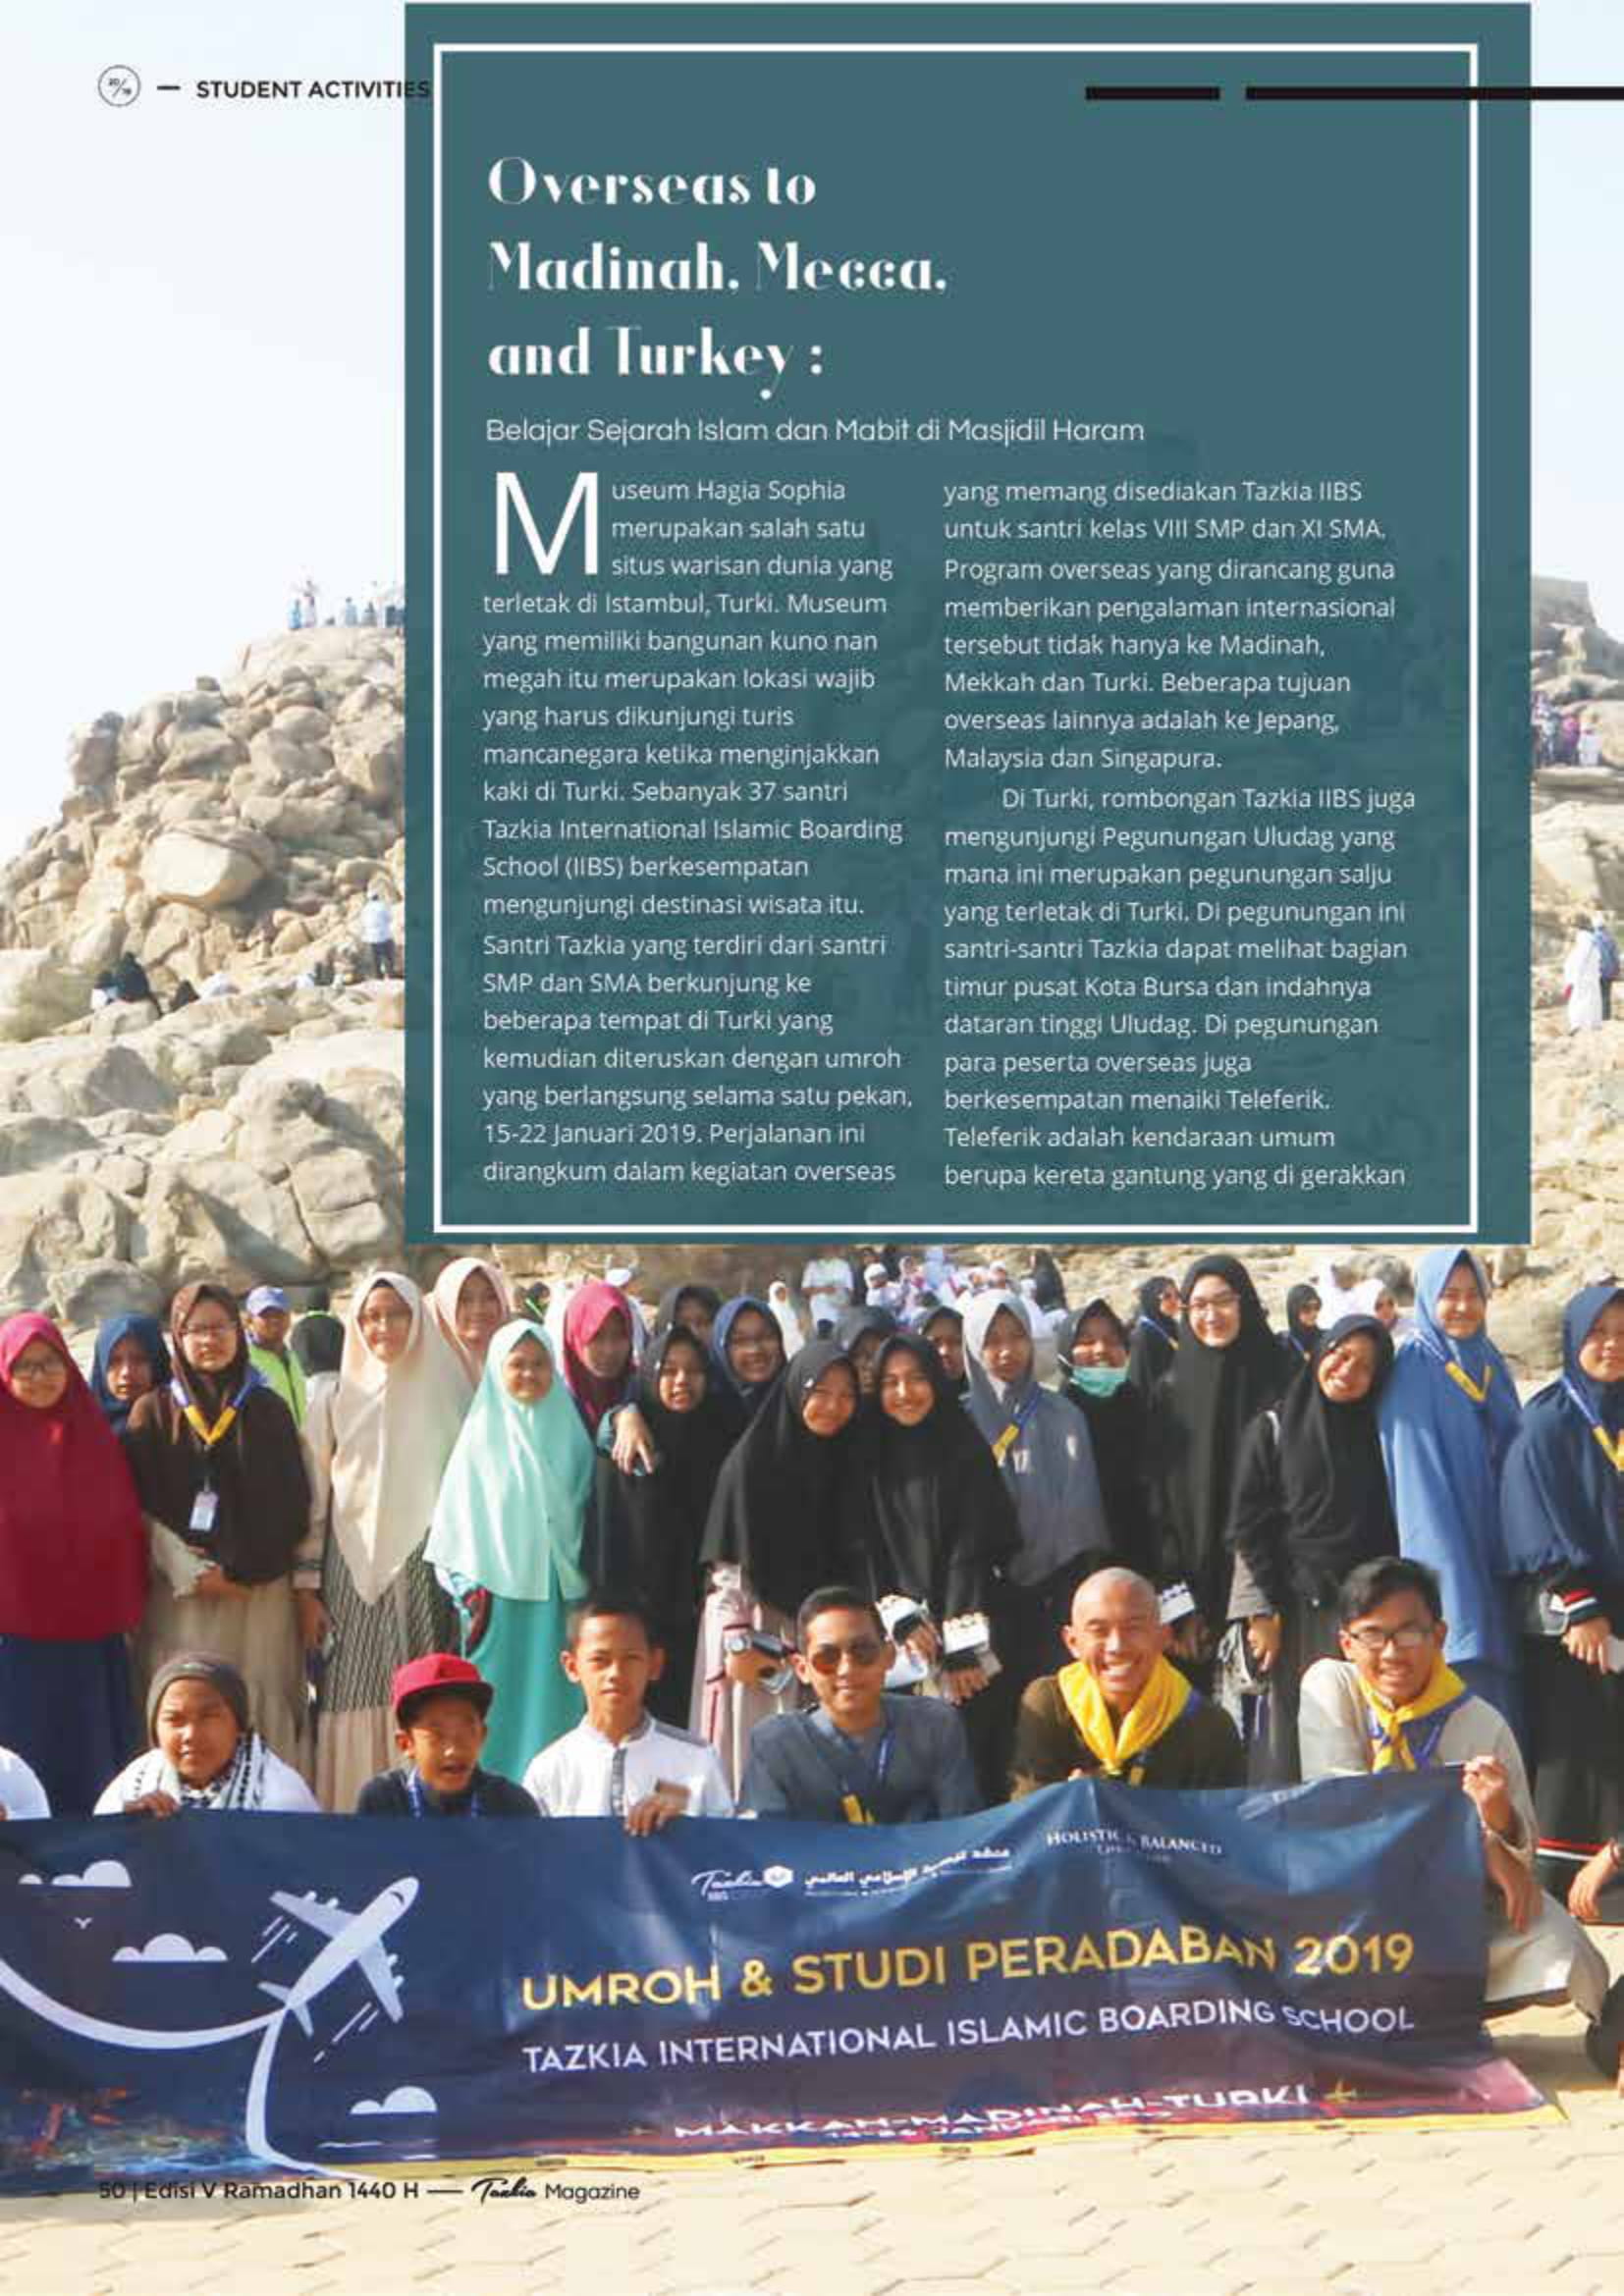 STUDENT ACTIVITIES
Overseas to
Madinah, Mecca,
and Turkey :
Belajar Sejarah Islam dan Mabit di Masjidil Haram
Museum Hagia Sophia
merupakan salah satu
situs warisan dunia yang
terletak di Istambul, Turki. Museum
yang memiliki bangunan kuno nan
megah itu merupakan lokasi wajib
yang harus dikunjungi turis
mancanegara ketika menginjakkan
kaki di Turki. Sebanyak 37 santri
Tazkia International Islamic Boarding
School (IIBS) berkesempatan
mengunjungi destinasi wisata itu.
Santri Tazkia yang terdiri dari santri
SMP dan SMA berkunjung ke
beberapa tempat di Turki yang
kemudian diteruskan dengan umroh
yang berlangsung selama satu pekan,
15-22 Januari 2019. Perjalanan ini
dirangkum dalam kegiatan overseas
yang memang disediakan Tazkia IIBS
untuk santri kelas VIII SMP dan XI SMA.
Program overseas yang dirancang guna
memberikan pengalaman internasional
tersebut tidak hanya ke Madinah,
Mekkah dan Turki. Beberapa tujuan
overseas lainnya adalah ke Jepang,
Malaysia dan Singapura.
Di Turki, rombongan Tazkia IIBS juga
mengunjungi Pegunungan Uludag yang
mana ini merupakan pegunungan salju
yang terletak di Turki. Di pegunungan ini
santri-santri Tazkia dapat melihat bagian
timur pusat Kota Bursa dan indahnya
dataran tinggi Uludag. Di pegunungan
para peserta overseas juga
berkesempatan menaiki Teleferik.
Teleferik adalah kendaraan umum
berupa kereta gantung yang di gerakkan
Tazkia
HOLISTIC & BALANCED
UMROH & STUDI PERADABAN 2019
TAZKIA INTERNATIONAL ISLAMIC BOARDING SCHOOL
MAKKAH-MADINAH-TURKI
50 | Edisi V Ramadhan 1440 H — Tazkia Magazine